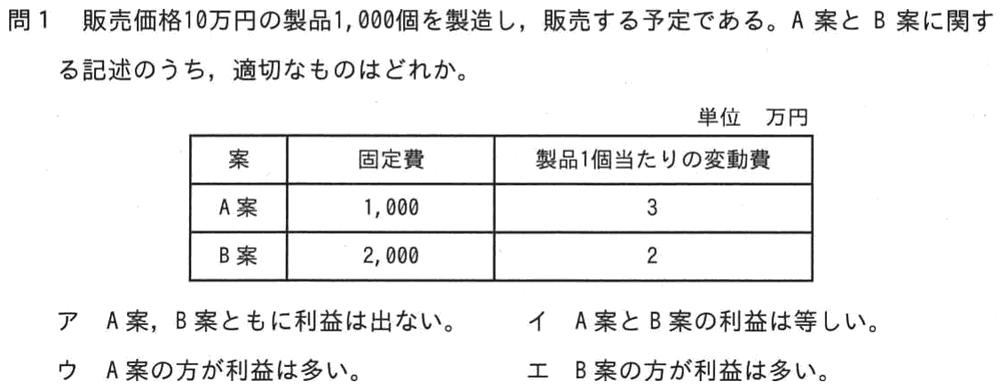 問1 販売価格10万円の製品1,000個を製造し，販売する予定である。A案とB案に関す
る記述のうち，適切なものはどれか。
単位 万円
案 固定費 製品1個当たりの変動費
A案 1,000 3
B案 2,000 2
ア A案，B案ともに利益は出ない。 イ A案とB案の利益は等しい。
ウ A案の方が利益は多い。 エ B案の方が利益は多い。